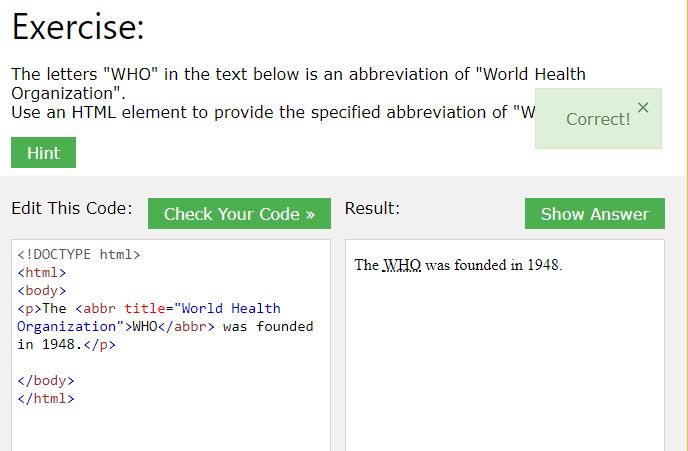 Exercise:
The letters "WHO" in the text below is an abbreviation of "World Health
Organization".
Use an HTML element to provide the specified abbreviation of "W
Correct!
×
Hint
Edit This Code:
Check Your Code »
Result:
Show Answer
<!DOCTYPE html>
<html>
<body>
<p>The <abbr title="World Health
Organization">WHO</abbr> was founded
in 1948.</p>
</body>
</html>
The WHO was founded in 1948.